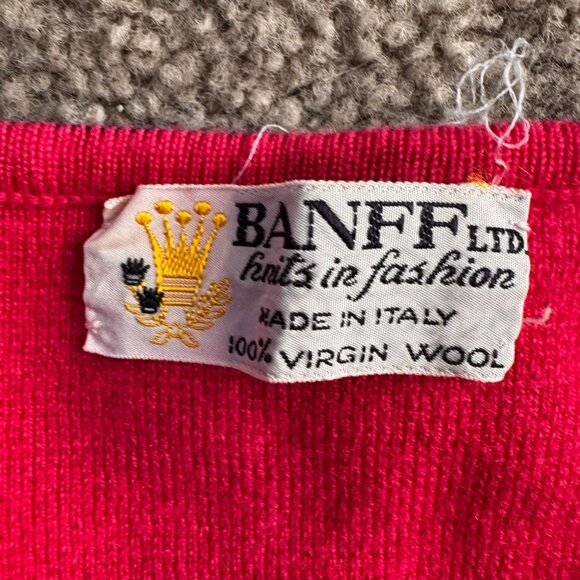 BANFF LTD.
knits in fashion
MADE IN ITALY
100% VIRGIN WOOL